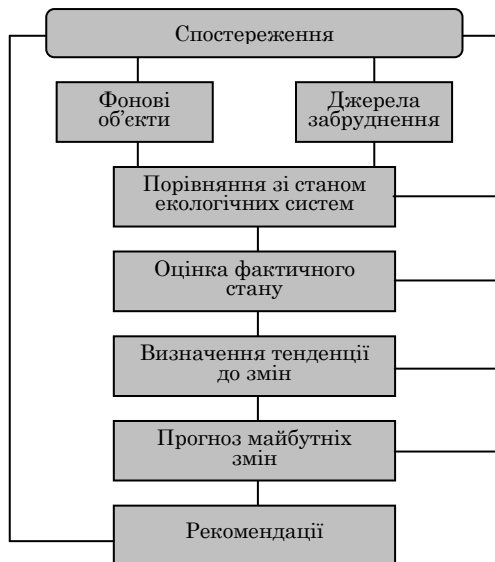 Спостереження
Фонові
об’єкти
Джерела
забруднення
Порівняння зі станом
екологічних систем
Оцінка фактичного
стану
Визначення тенденції
до змін
Прогноз майбутніх
змін
Рекомендації